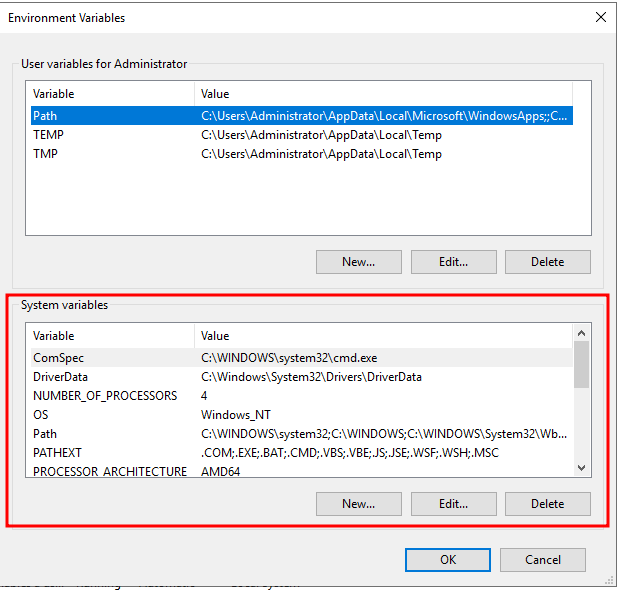 Environment Variables
User variables for Administrator
Variable Value
Path C:\Users\Administrator\AppData\Local\Microsoft\WindowsApps;;C...
TEMP C:\Users\Administrator\AppData\Local\Temp
TMP C:\Users\Administrator\AppData\Local\Temp
New... Edit... Delete
System variables
Variable Value
ComSpec C:\WINDOWS\system32\cmd.exe
DriverData C:\Windows\System32\Drivers\DriverData
NUMBER_OF_PROCESSORS 4
OS Windows_NT
Path C:\WINDOWS\system32;C:\WINDOWS;C:\WINDOWS\System32\Wb...
PATHEXT .COM;.EXE;.BAT;.CMD;.VBS;.VBE;.JS;.JSE;.WSF;.WSH;.MSC
PROCESSOR_ARCHITECTURE AMD64
New... Edit... Delete
OK Cancel